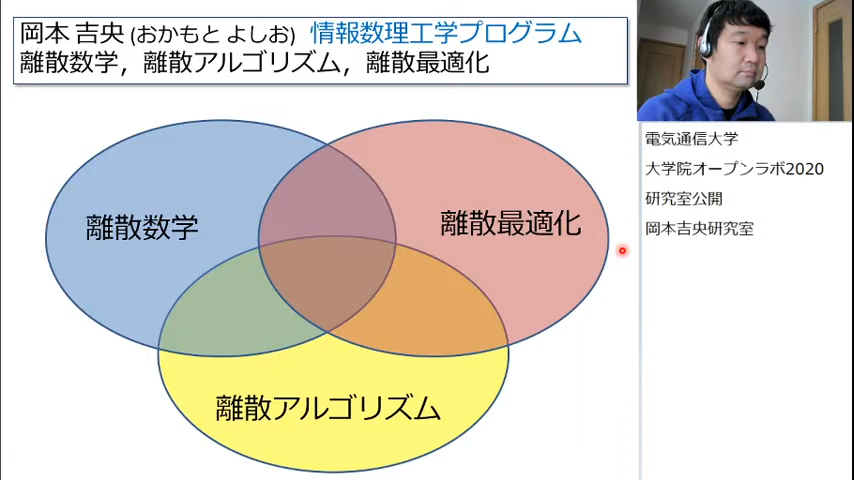 岡本 吉央 (おかもと よしお) 情報数理工学プログラム
離散数学，離散アルゴリズム，離散最適化
離散数学
離散最適化
離散アルゴリズム
電気通信大学
大学院オープンラボ2020
研究室公開
岡本吉央研究室